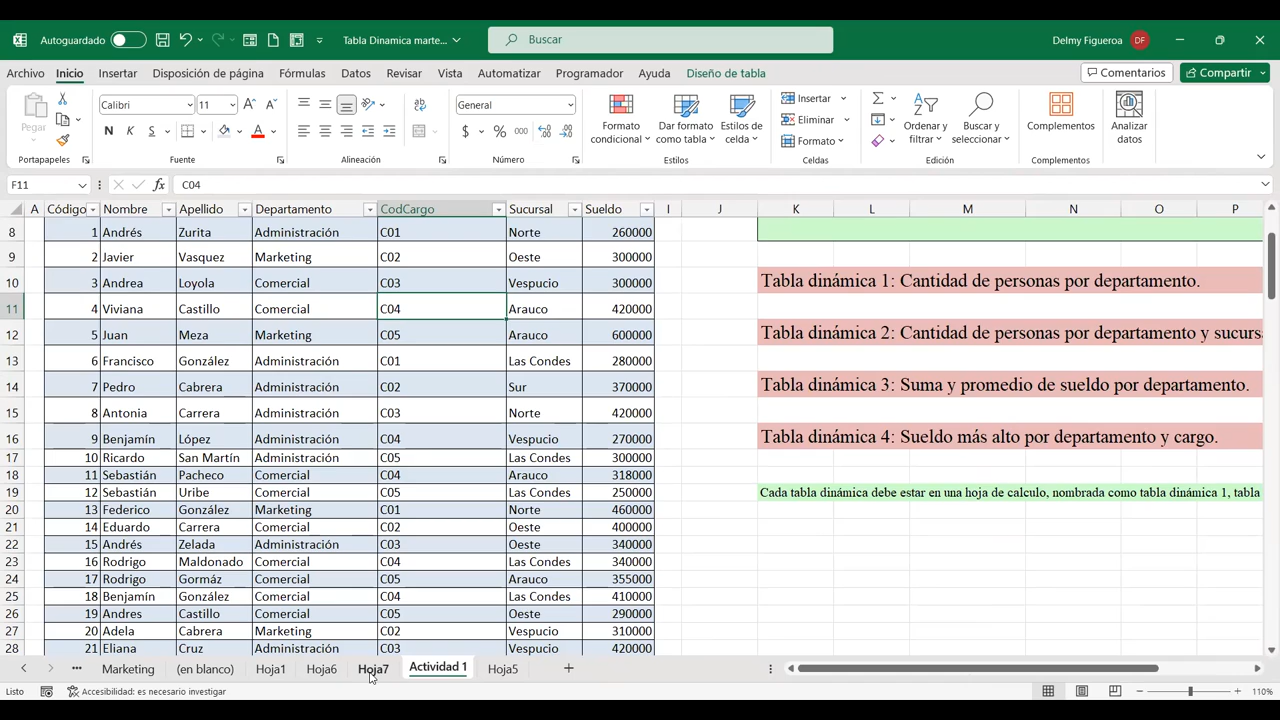 Autoguardado
Tabla Dinamica marte...
Buscar
Delmy Figueroa
DF
Archivo Inicio Insertar Disposición de página Fórmulas Datos Revisar Vista Automatizar Programador Ayuda Diseño de tabla
Comentarios
Compartir
Pegar
Calibri
11
N K S
General
$ % 000
Formato condicional
Dar formato como tabla
Estilos de celda
Insertar
Eliminar
Formato
Ordenar y filtrar
Buscar y seleccionar
Complementos
Analizar datos
Portapapeles Fuente Alineación Número Estilos Celdas Edición Complementos
F11
fx
C04
A Código Nombre Apellido Departamento CodCargo Sucursal Sueldo I J K L M N O P
8 1 Andrés Zurita Administración C01 Norte 260000
9 2 Javier Vasquez Marketing C02 Oeste 300000
10 3 Andrea Loyola Comercial C03 Vespucio 300000 Tabla dinámica 1: Cantidad de personas por departamento.
11 4 Viviana Castillo Comercial C04 Arauco 420000
12 5 Juan Meza Marketing C05 Arauco 600000 Tabla dinámica 2: Cantidad de personas por departamento y sucursa
13 6 Francisco González Administración C01 Las Condes 280000
14 7 Pedro Cabrera Administración C02 Sur 370000 Tabla dinámica 3: Suma y promedio de sueldo por departamento.
15 8 Antonia Carrera Administración C03 Norte 420000
16 9 Benjamín López Administración C04 Vespucio 270000 Tabla dinámica 4: Sueldo más alto por departamento y cargo.
17 10 Ricardo San Martín Administración C05 Las Condes 300000
18 11 Sebastián Pacheco Comercial C04 Arauco 318000
19 12 Sebastián Uribe Comercial C05 Las Condes 250000 Cada tabla dinámica debe estar en una hoja de calculo, nombrada como tabla dinámica 1, tabla
20 13 Federico González Marketing C01 Norte 460000
21 14 Eduardo Carrera Comercial C02 Oeste 400000
22 15 Andrés Zelada Administración C03 Oeste 340000
23 16 Rodrigo Maldonado Comercial C04 Las Condes 340000
24 17 Rodrigo Gormáz Comercial C05 Arauco 355000
25 18 Benjamín González Comercial C04 Las Condes 410000
26 19 Andres Castillo Comercial C05 Oeste 290000
27 20 Adela Cabrera Marketing C02 Vespucio 310000
28 21 Eliana Cruz Administración C03 Vespucio 420000
Marketing (en blanco) Hoja1 Hoja6 Hoja7 Actividad 1 Hoja5
Listo
Accesibilidad: es necesario investigar
110%